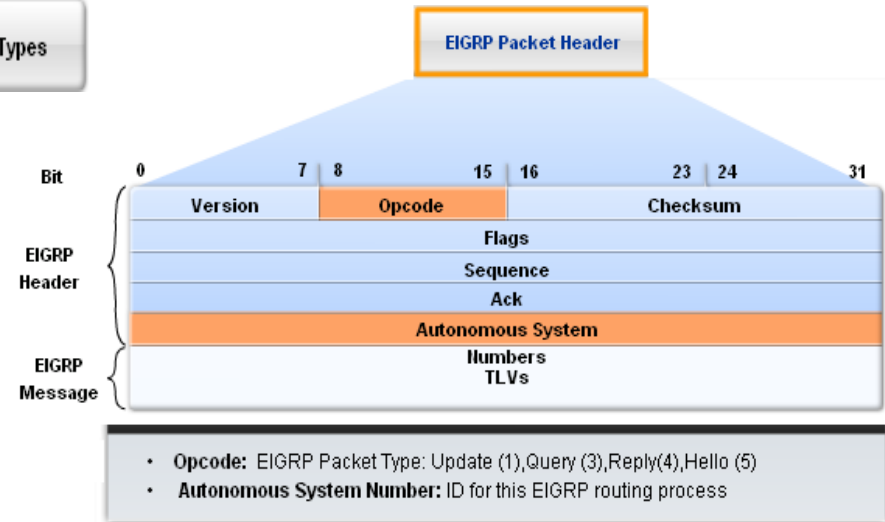 Types
EIGRP Packet Header
Bit 0 7 8 15 16 23 24 31
Version Opcode Checksum
Flags
EIGRP Header
Sequence
Ack
Autonomous System
Numbers
EIGRP Message
TLVs
• Opcode: EIGRP Packet Type: Update (1),Query (3),Reply(4),Hello (5)
• Autonomous System Number: ID for this EIGRP routing process